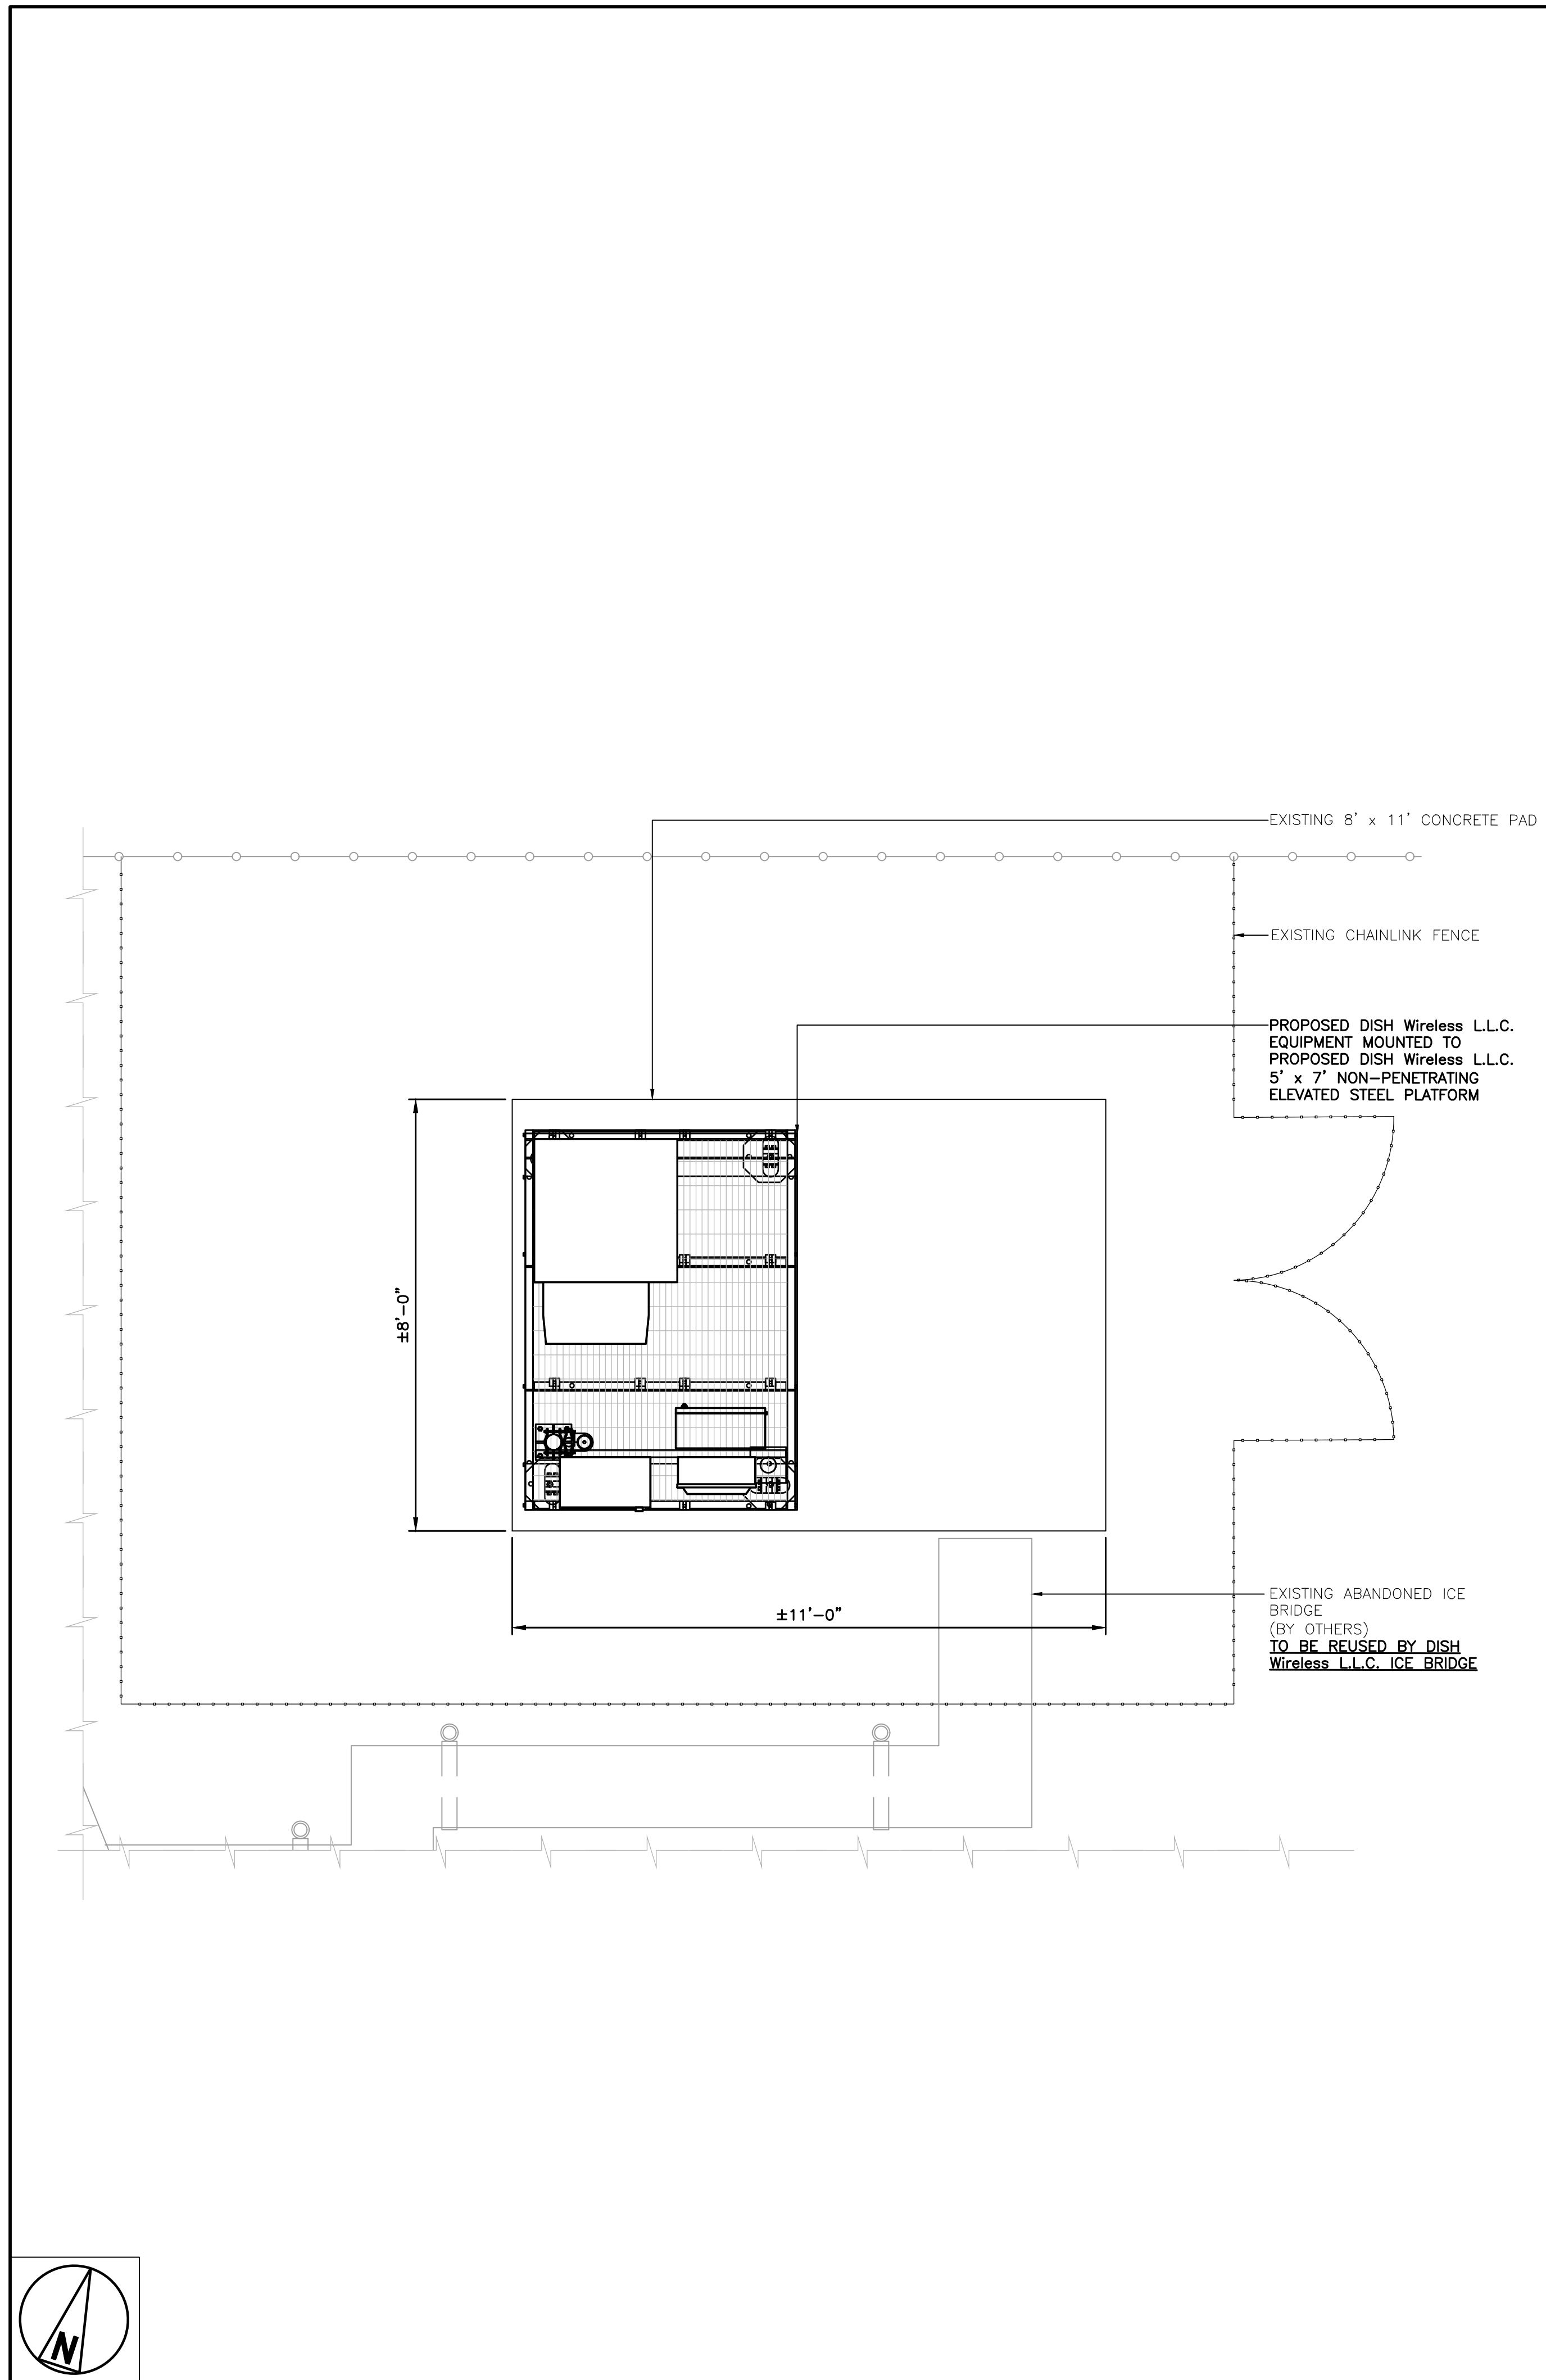 EXISTING 8' x 11' CONCRETE PAD
EXISTING CHAINLINK FENCE
PROPOSED DISH Wireless L.L.C.
EQUIPMENT MOUNTED TO
PROPOSED DISH Wireless L.L.C.
5' x 7' NON-PENETRATING
ELEVATED STEEL PLATFORM
±8'-0"
±11'-0"
EXISTING ABANDONED ICE
BRIDGE
(BY OTHERS)
TO BE REUSED BY DISH
Wireless L.L.C. ICE BRIDGE
N